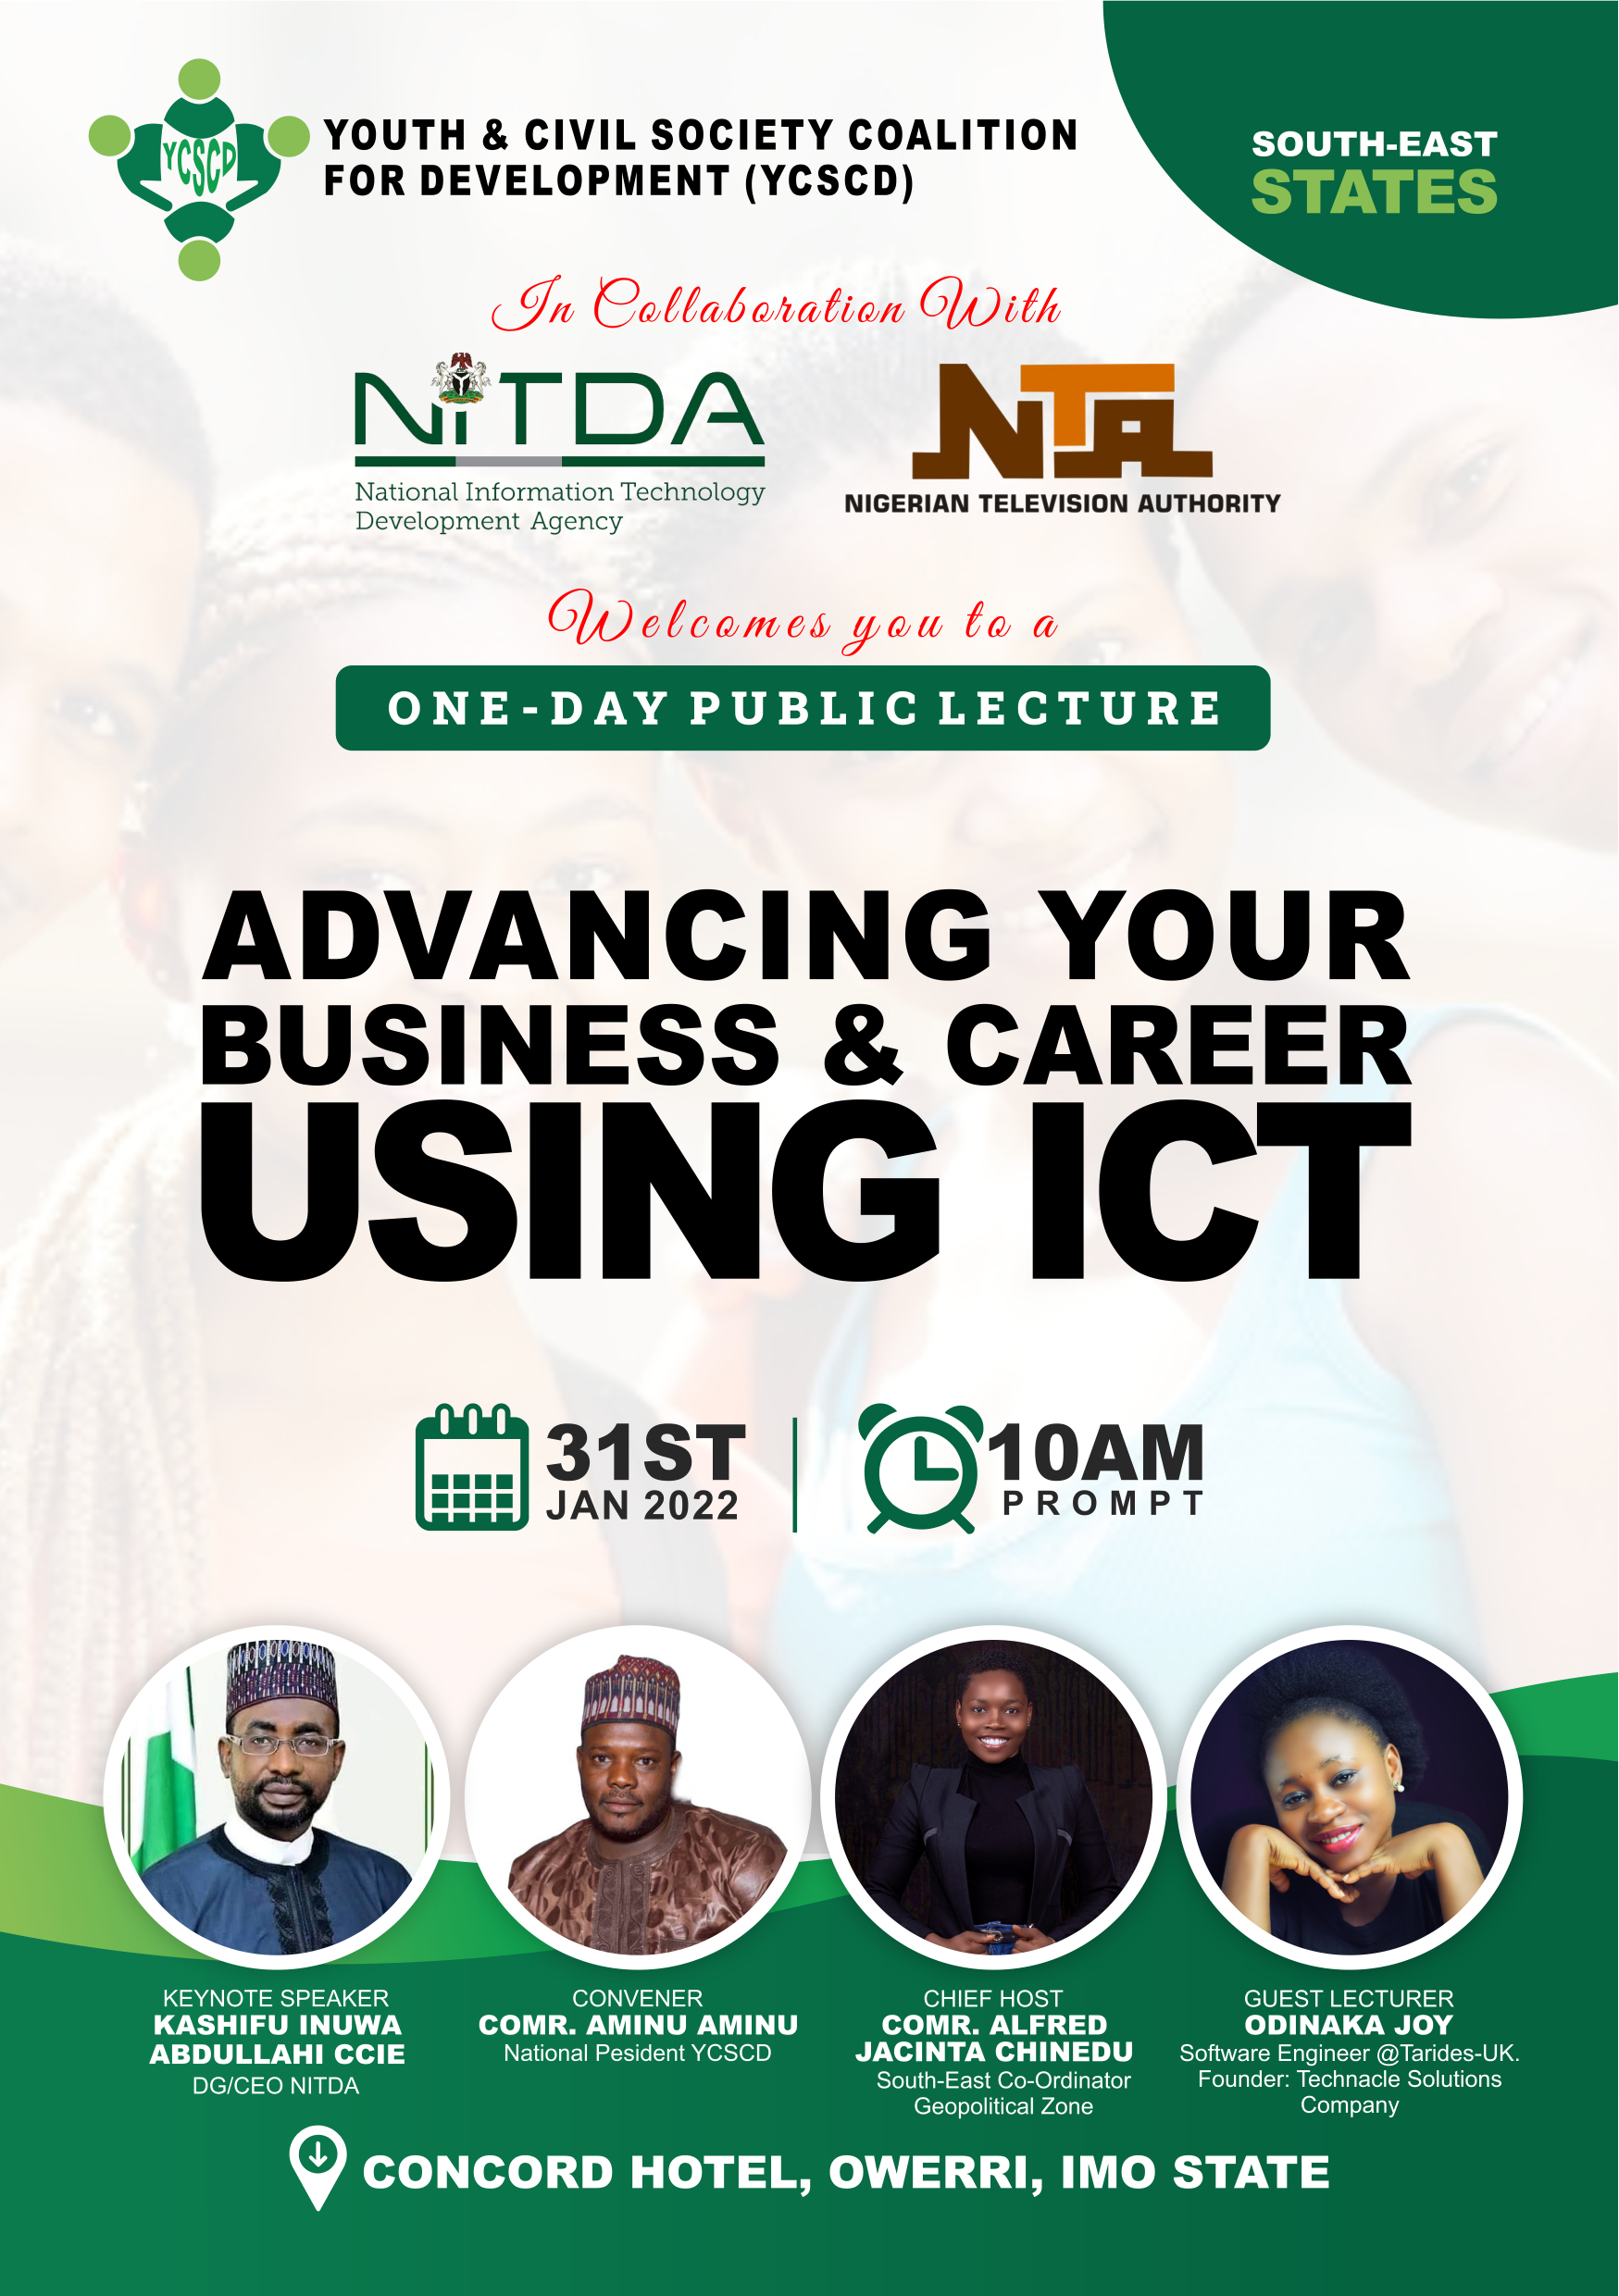 YCSCD
YOUTH & CIVIL SOCIETY COALITION
FOR DEVELOPMENT (YCSCD)
SOUTH-EAST
STATES
In Collaboration With
NiTDA
National Information Technology
Development Agency
NTA
NIGERIAN TELEVISION AUTHORITY
Welcomes you to a
ONE-DAY PUBLIC LECTURE
ADVANCING YOUR
BUSINESS & CAREER
USING ICT
31ST
JAN 2022
10AM
PROMPT
KEYNOTE SPEAKER
KASHIFU INUWA
ABDULLAHI CCIE
DG/CEO NITDA
CONVENER
COMR. AMINU AMINU
National Pesident YCSCD
CHIEF HOST
COMR. ALFRED
JACINTA CHINEDU
South-East Co-Ordinator
Geopolitical Zone
GUEST LECTURER
ODINAKA JOY
Software Engineer @Tarides-UK.
Founder: Technacle Solutions
Company
CONCORD HOTEL, OWERRI, IMO STATE